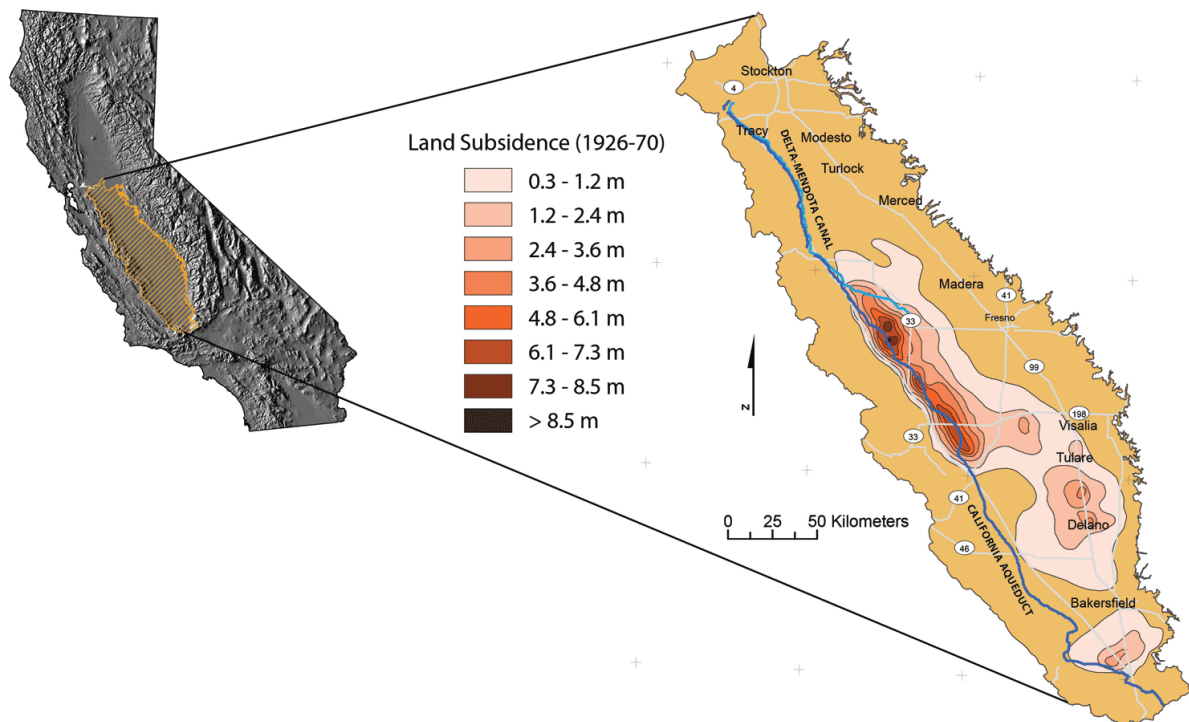 Land Subsidence (1926-70)
0.3 - 1.2 m
1.2 - 2.4 m
2.4 - 3.6 m
3.6 - 4.8 m
4.8 - 6.1 m
6.1 - 7.3 m
7.3 - 8.5 m
> 8.5 m
N
0 25 50 Kilometers
Stockton
4
Tracy
DELTA-MENDOTA CANAL
Modesto
Turlock
Merced
Madera
41
33
Fresno
99
198
33
Visalia
Tulare
41
Delano
46
CALIFORNIA AQUEDUCT
Bakersfield